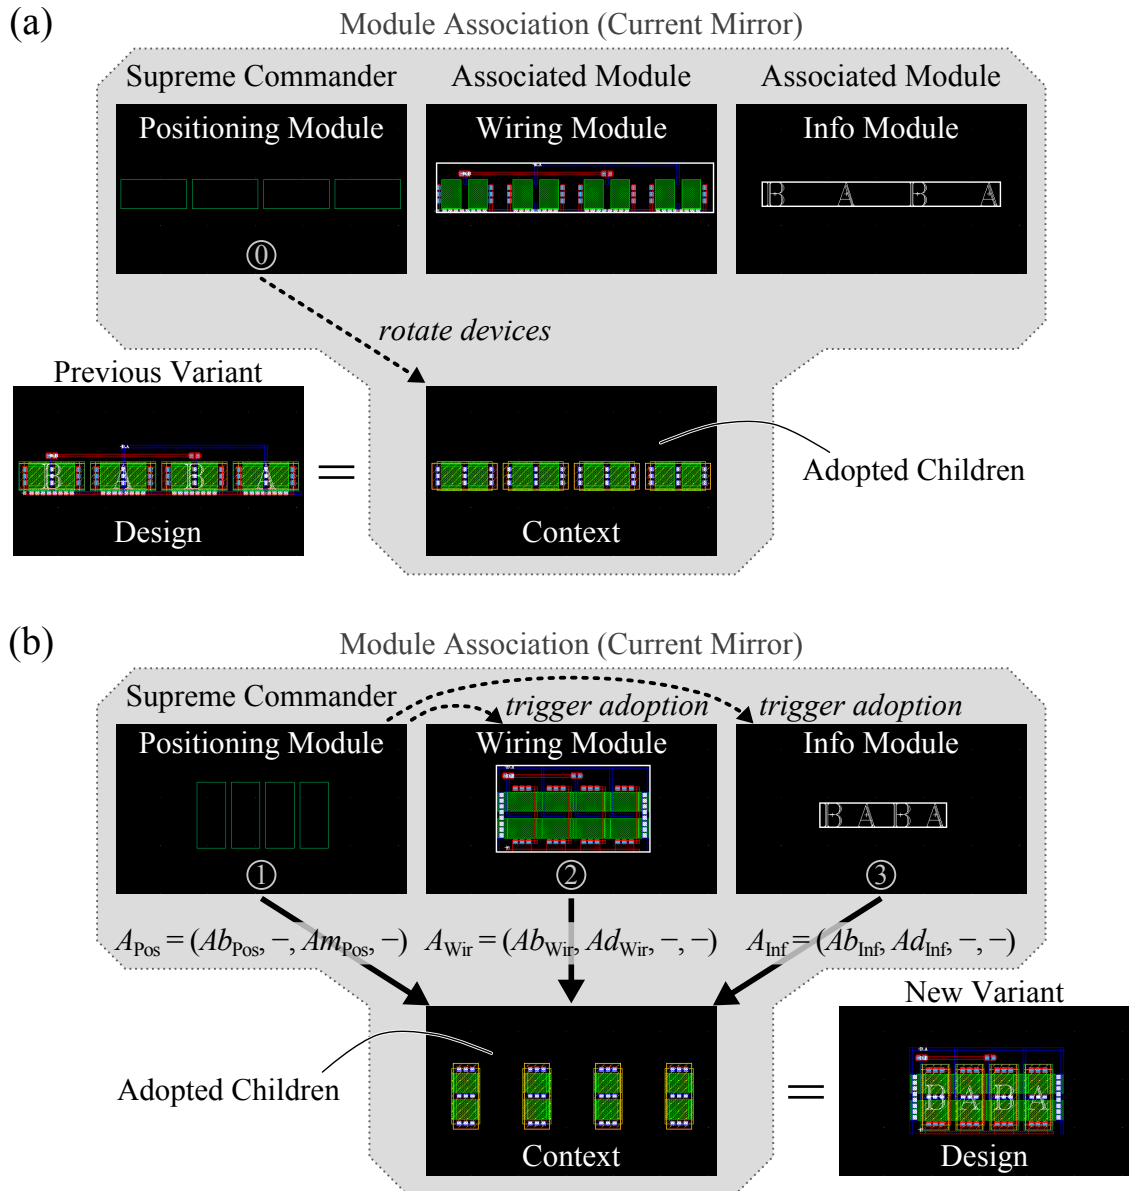 (a)
Module Association (Current Mirror)
Supreme Commander Associated Module Associated Module
Positioning Module Wiring Module Info Module
B A B A
⓪
rotate devices
Previous Variant
B A B A
=
Adopted Children
Design Context
(b)
Module Association (Current Mirror)
Supreme Commander
trigger adoption trigger adoption
Positioning Module Wiring Module Info Module
B A B A
① ② ③
A_Pos = (Ab_Pos, −, Am_Pos, −) A_Wir = (Ab_Wir, Ad_Wir, −, −) A_Inf = (Ab_Inf, Ad_Inf, −, −)
New Variant
Adopted Children
=
B A B A
Context Design